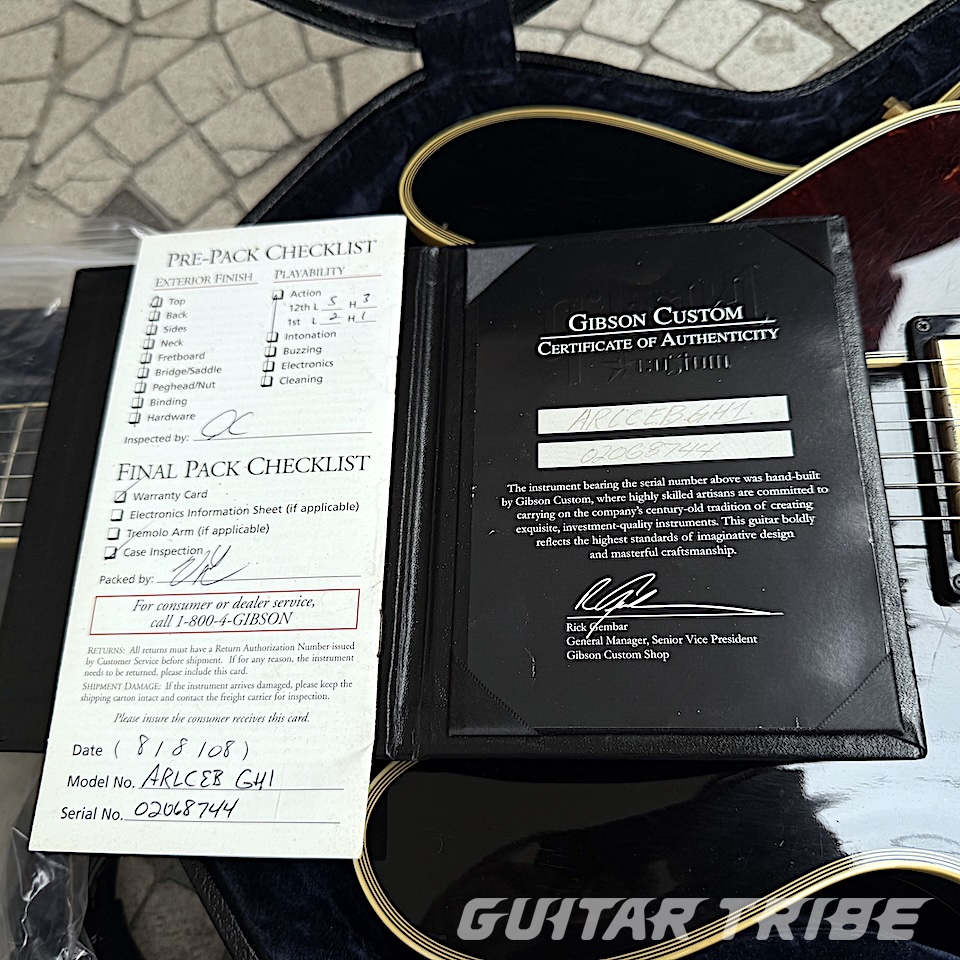 PRE-PACK CHECKLIST
EXTERIOR FINISH
Top
Back
Sides
Neck
Fretboard
Bridge/Saddle
Peghead/Nut
Binding
Hardware
PLAYABILITY
Action
12th L 5 H 3
1st L 2 H 1
Intonation
Buzzing
Electronics
Cleaning
Inspected by:
FINAL PACK CHECKLIST
Warranty Card
Electronics Information Sheet (if applicable)
Tremolo Arm (if applicable)
Case Inspection
Packed by:
For consumer or dealer service,
call 1-800-4-GIBSON
RETURNS: All returns must have a Return Authorization Number issued
by Customer Service before shipment. If for any reason, the instrument
needs to be returned, please include this card.
SHIPMENT DAMAGE: If the instrument arrives damaged, please keep the
shipping carton intact and contact the freight carrier for inspection.
Please insure the consumer receives this card.
Date (8/8/08)
Model No. ARLCEB GH1
Serial No. 02068744
GIBSON CUSTOM
CERTIFICATE OF AUTHENTICITY
custom
ARLCEB GH1
02068744
The instrument bearing the serial number above was hand-built
by Gibson Custom, where highly skilled artisans are committed to
carrying on the company's century-old tradition of creating
exquisite, investment-quality instruments. This guitar boldly
reflects the highest standards of imaginative design
and masterful craftsmanship.
Rick Gembar
General Manager, Senior Vice President
Gibson Custom Shop
GUITAR TRIBE